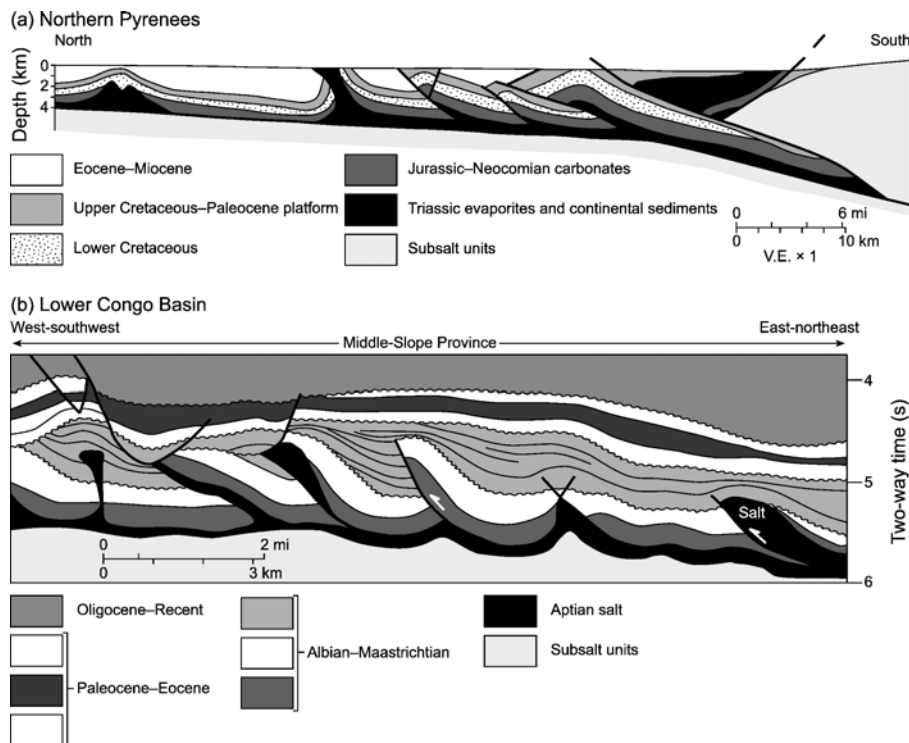 (a) Northern Pyrenees
North
South
Depth (km)
0
2
4
Eocene–Miocene
Jurassic–Neocomian carbonates
Upper Cretaceous–Paleocene platform
Triassic evaporites and continental sediments
Lower Cretaceous
Subsalt units
0 6 mi
0 10 km
V.E. × 1
(b) Lower Congo Basin
West-southwest
East-northeast
Middle-Slope Province
4
5
6
Two-way time (s)
Salt
0 2 mi
0 3 km
Oligocene–Recent
Paleocene–Eocene
Albian–Maastrichtian
Aptian salt
Subsalt units